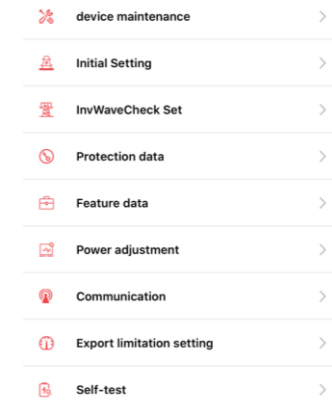 device maintenance
Initial Setting
InvWaveCheck Set
Protection data
Feature data
Power adjustment
Communication
Export limitation setting
Self-test